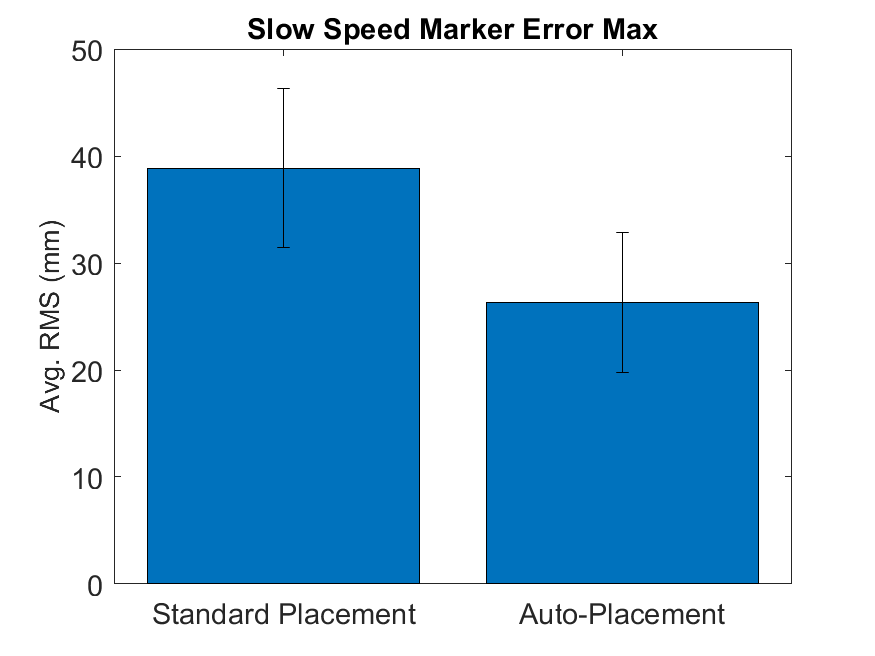 Slow Speed Marker Error Max
50
40
30
20
10
0
Avg. RMS (mm)
Standard Placement
Auto-Placement